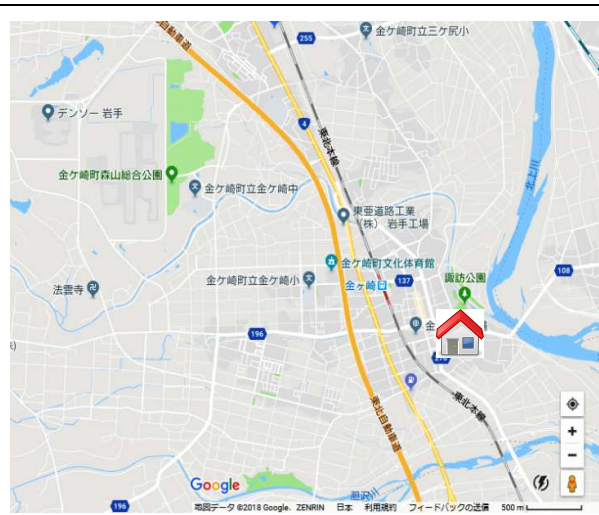 255
金ケ崎町立三ケ尻小
東北自動車道
デンソー 岩手
4
東北本線
北上川
金ケ崎町森山総合公園
金ケ崎町立金ケ崎中
東亜道路工業
(株) 岩手工場
金ケ崎町文化体育館
諏訪公園
108
法雲寺
金ケ崎町立金ケ崎小
金ヶ崎
137
196
金
東北自動車道
東北本線
Google
胆沢川
196
地図データ ©2018 Google、ZENRIN 日本 利用規約 フィードバックの送信 500 m